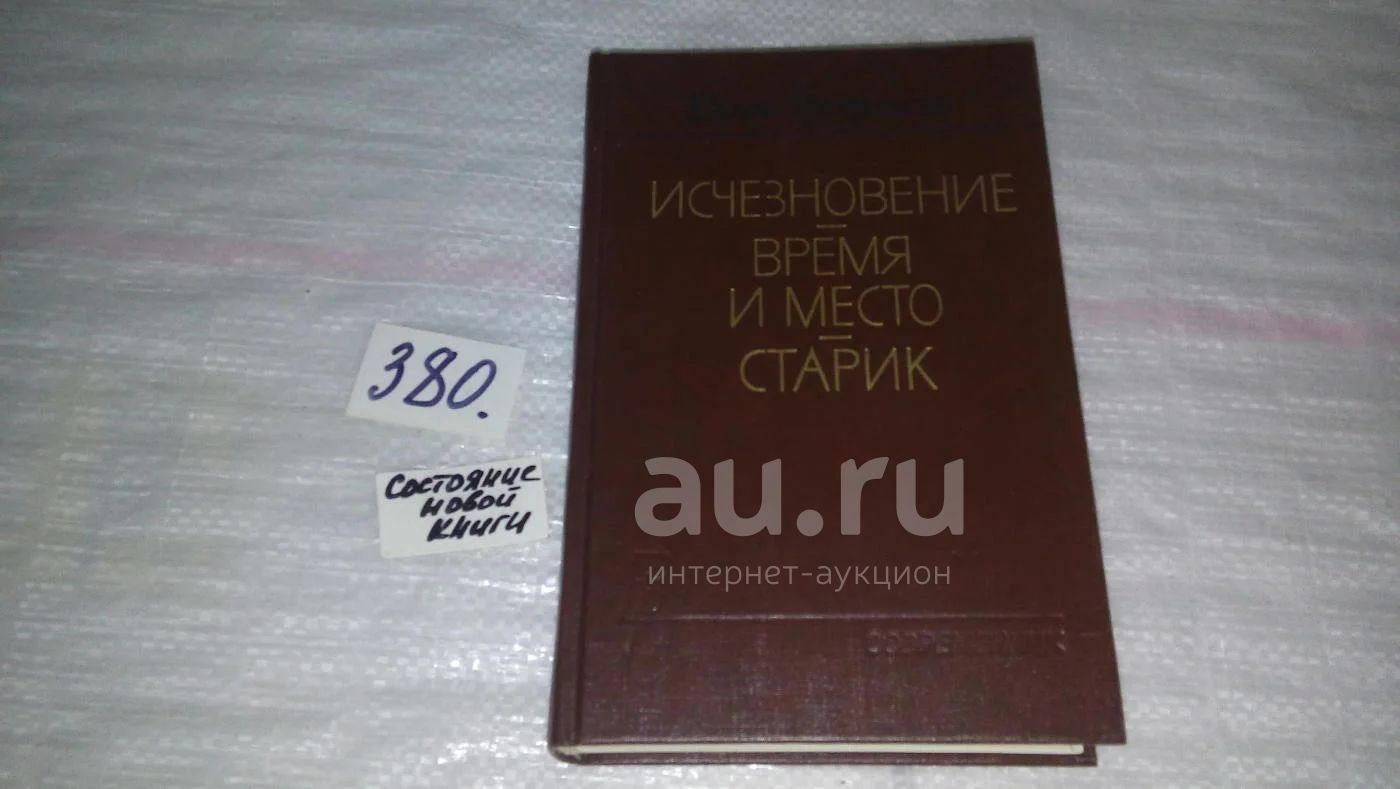 ИСЧЕЗНОВЕНИЕ
ВРЕМЯ
И МЕСТО
СТАРИК
380.
Состояние
новой
книги
au.ru
интернет-аукцион